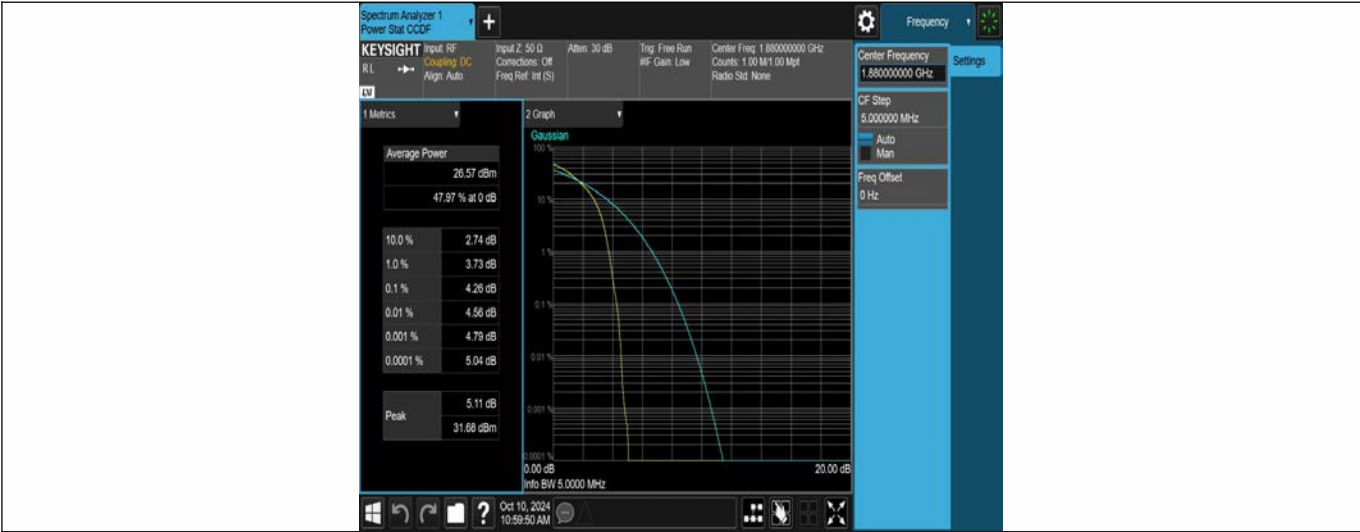 Spectrum Analyzer 1
Power Stat CCDF
+
Frequency
KEYSIGHT
Input: RF
Coupling: DC
Align: Auto
Input Z: 50 Ω
Corrections: Off
Freq Ref: Int (S)
Atten: 30 dB
Trig: Free Run
#IF Gain: Low
Center Freq: 1.880000000 GHz
Counts: 1.00 M/1.00 Mpt
Radio Std: None
R L
LXI
Center Frequency
1.880000000 GHz
Settings
CF Step
5.000000 MHz
Auto
Man
Freq Offset
0 Hz
1 Metrics
Average Power
26.57 dBm
47.97 % at 0 dB
10.0 % 2.74 dB
1.0 % 3.73 dB
0.1 % 4.26 dB
0.01 % 4.56 dB
0.001 % 4.79 dB
0.0001 % 5.04 dB
Peak
5.11 dB
31.68 dBm
2 Graph
Gaussian
100 %
10 %
1 %
0.1 %
0.01 %
0.001 %
0.0001 %
0.00 dB 20.00 dB
Info BW 5.0000 MHz
?
Oct 10, 2024
10:59:50 AM